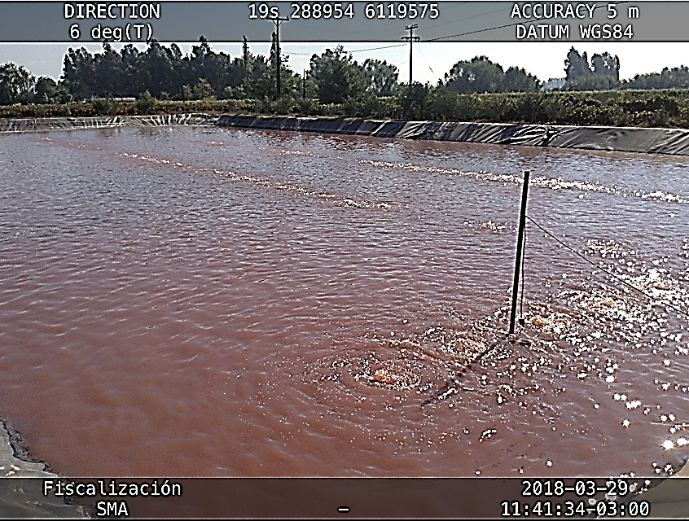 DIRECTION 19s 288954 6119575 ACCURACY 5 m
6 deg(T) DATUM WGS84
Fiscalización 2018-03-29
SMA - 11:41:34-03:00